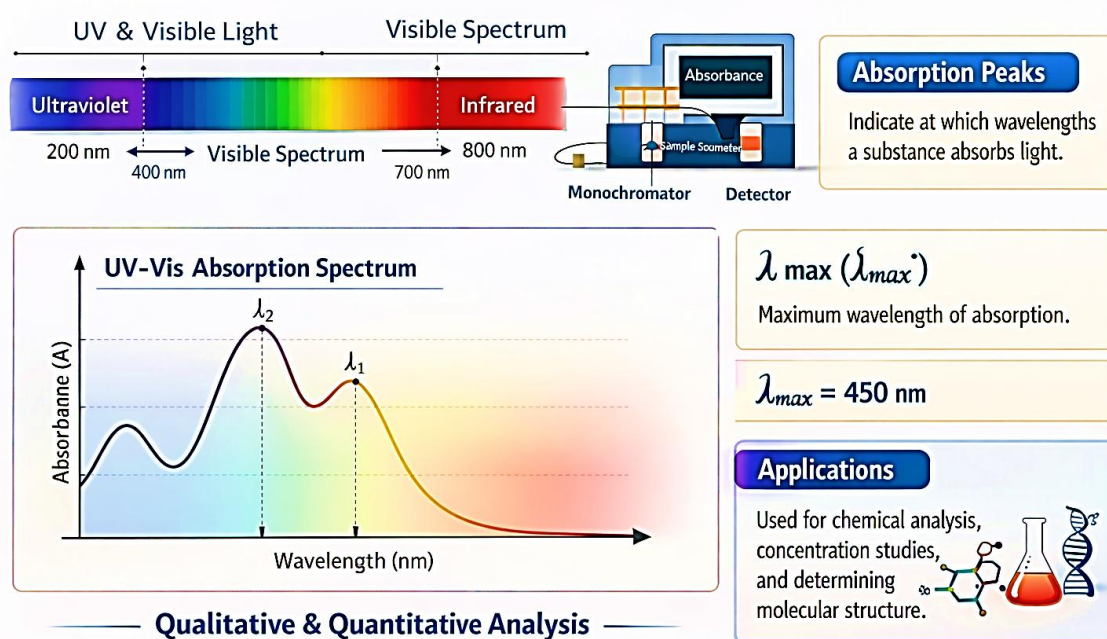 UV & Visible Light
Visible Spectrum
Ultraviolet
Infrared
200 nm
Visible Spectrum
800 nm
400 nm
700 nm
Absorbance
Sample Soumeter
Monochromator
Detector
Absorption Peaks
Indicate at which wavelengths
a substance absorbs light.
UV-Vis Absorption Spectrum
λ2
λ1
Absorbanne (A)
Wavelength (nm)
λ max (λmax·)
Maximum wavelength of absorption.
λmax = 450 nm
Applications
Used for chemical analysis,
concentration studies,
and determining
molecular structure.
Qualitative & Quantitative Analysis